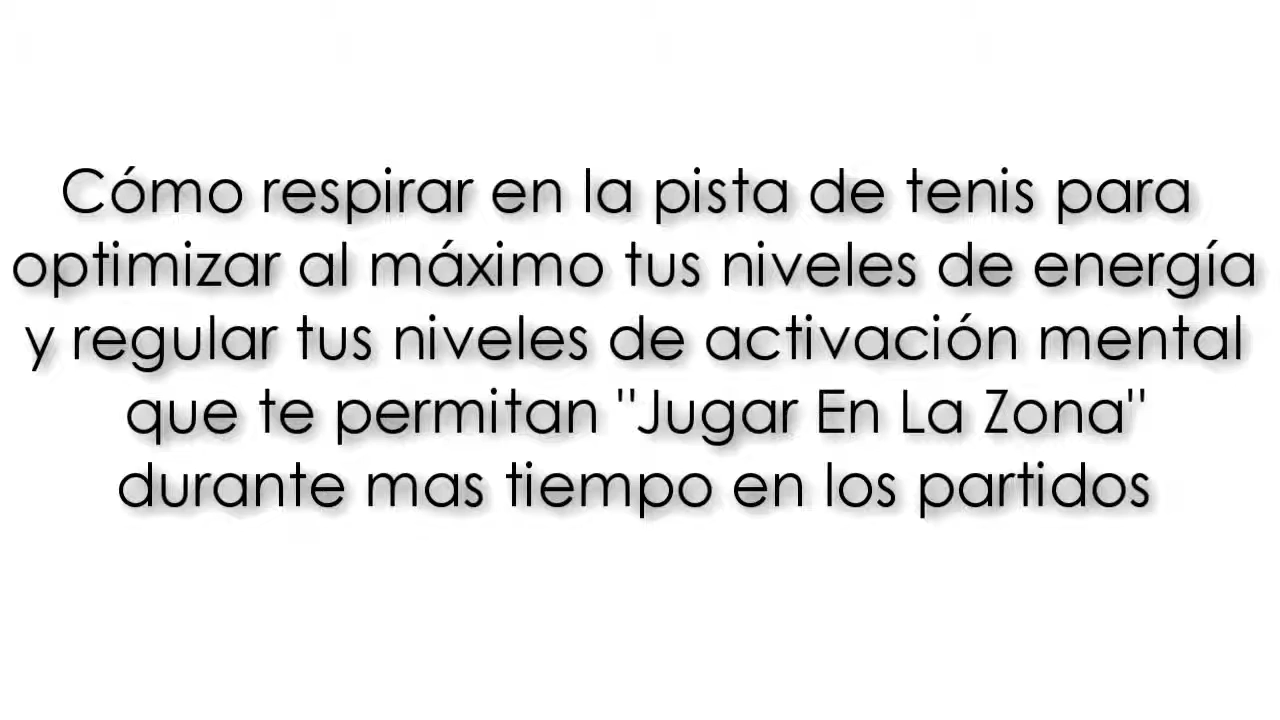 Cómo respirar en la pista de tenis para
optimizar al máximo tus niveles de energía
y regular tus niveles de activación mental
que te permitan "Jugar En La Zona"
durante mas tiempo en los partidos